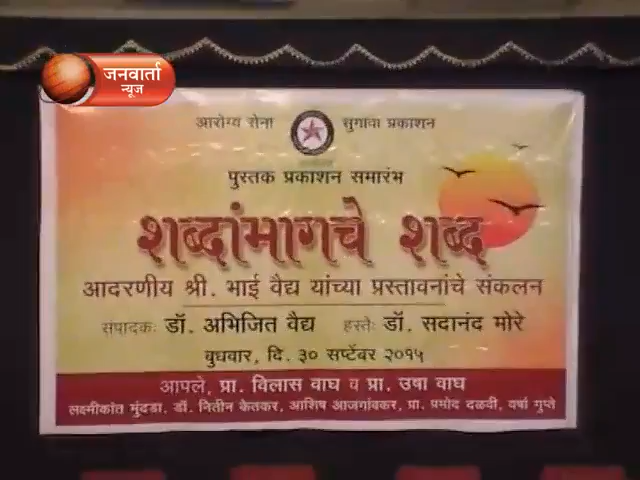 जनवार्ता
न्यूज
आरोग्य सेना सुगावा प्रकाशन
पुस्तक प्रकाशन समारंभ
शब्दांमागचे शब्द
आदरणीय श्री. भाई वैद्य यांच्या प्रस्तावनांचे संकलन
संपादकः डॉ. अभिजित वैद्य हस्तेः डॉ. सदानंद मोरे
बुधवार, दि. ३० सप्टेंबर २०१५
आपले, प्रा. विलास वाघ व प्रा. उषा वाघ
लक्ष्मीकांत मुंदडा, डॉ. नितीन केतकर, आशिष आजगांवकर, प्रा. प्रमोद दळवी, वर्षा गुप्ते